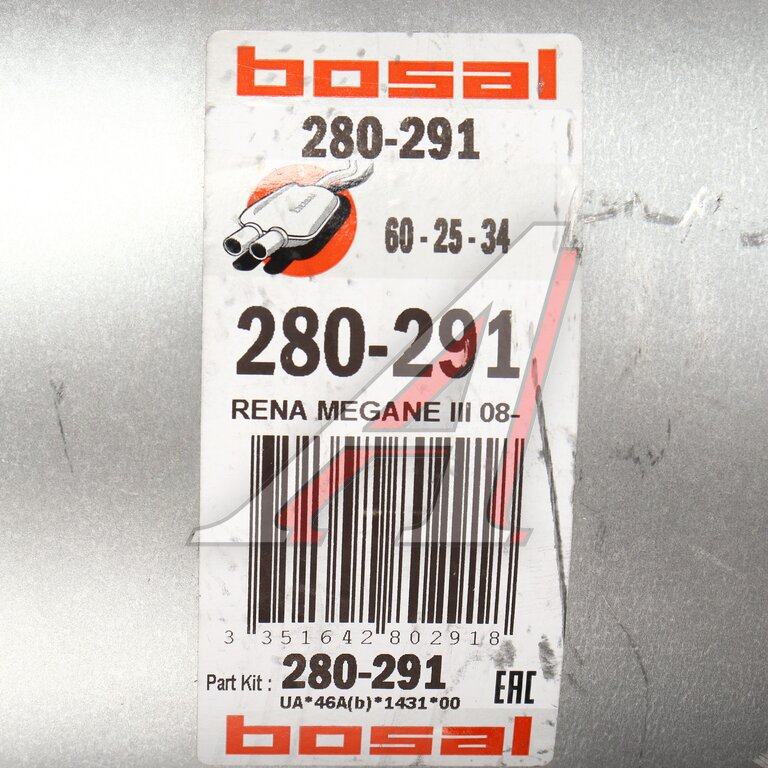 bosal
280-291
bosal
60 - 25 - 34
280-291
RENA MEGANE III 08-
3 351642 802918
Part Kit : 280-291
UA*46A(b)*1431*00
EAC
bosal